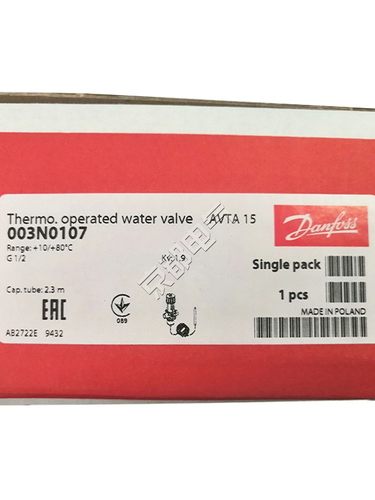 Thermo. operated water valve AVTA 15
003N0107
Range: +10/+80°C
G 1/2 Kv 1.9
Cap. tube: 2.3 m
EAC
089
AB2722E 9432
Danfoss
Single pack
1 pcs
MADE IN POLAND